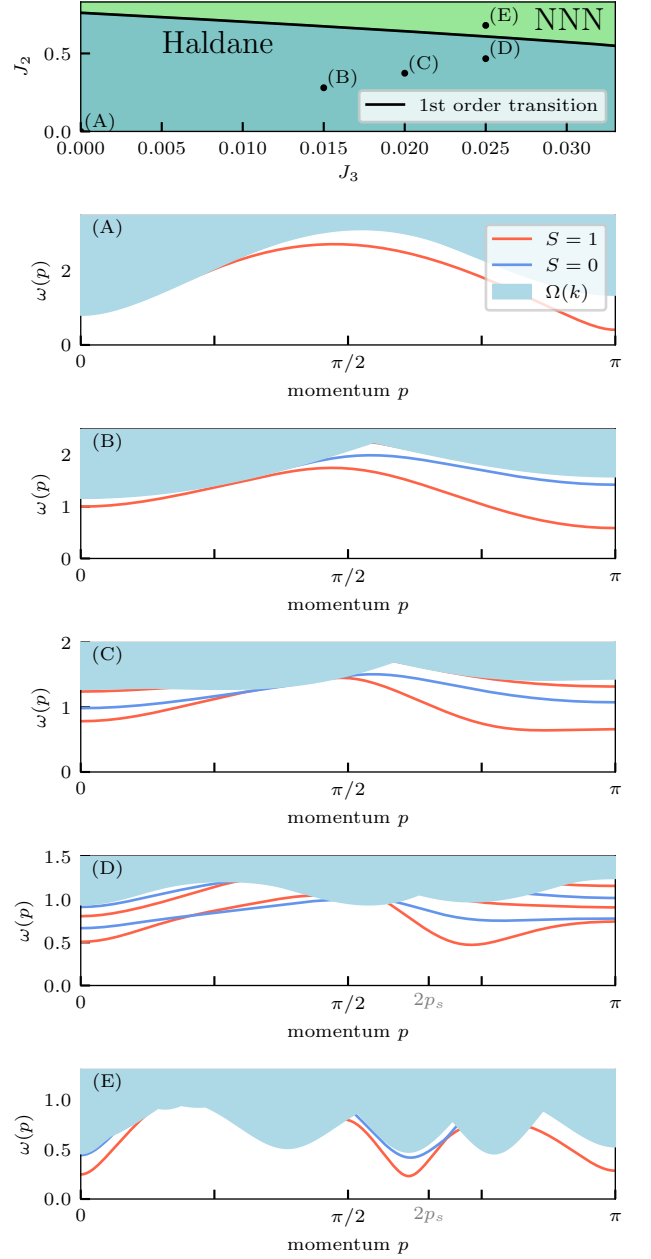 (E)
NNN
Haldane
(D)
(C)
(B)
(A)
1st order transition
J₂
0.5
0.0
0.000 0.005 0.010 0.015 0.020 0.025 0.030
J₃
(A)
S = 1
S = 0
Ω(k)
ω(p)
2
0
0 π/2 π
momentum p
(B)
ω(p)
2
1
0
0 π/2 π
momentum p
(C)
ω(p)
2
1
0
0 π/2 π
momentum p
(D)
ω(p)
1.5
1.0
0.5
0.0
0 π/2 2pₛ π
momentum p
(E)
ω(p)
1.0
0.5
0.0
0 π/2 2pₛ π
momentum p